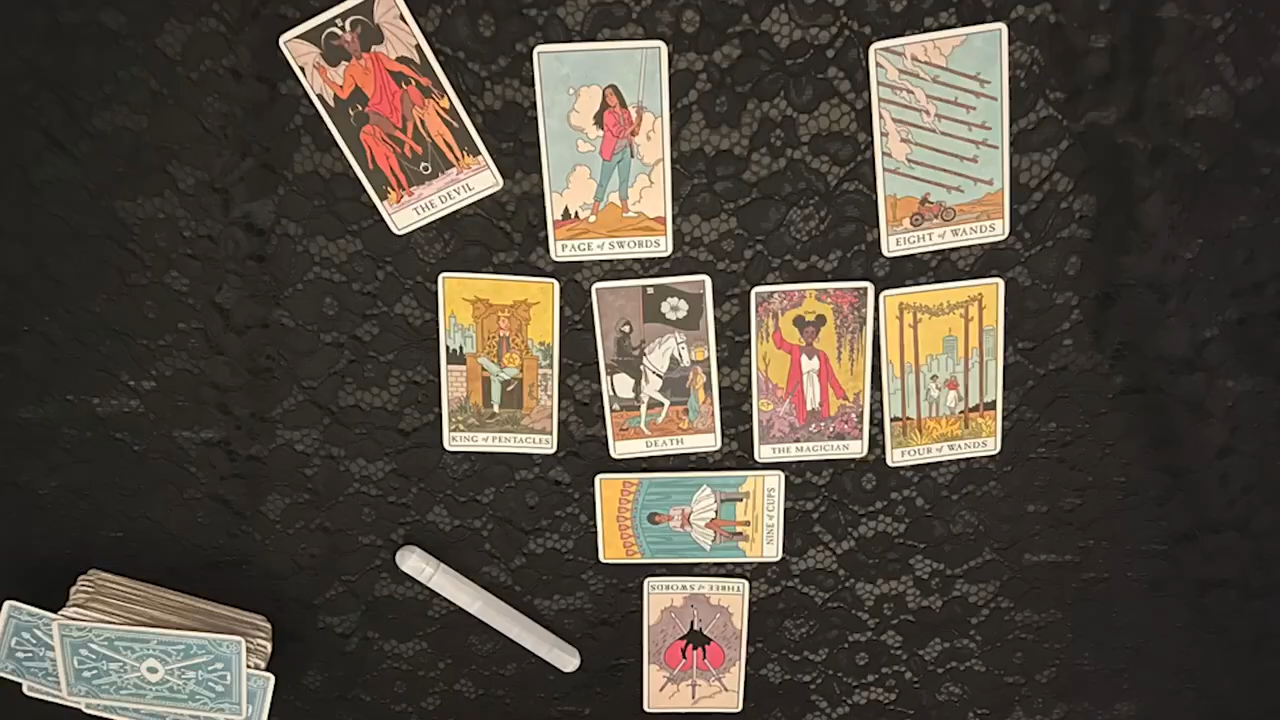 THE DEVIL
PAGE of SWORDS
EIGHT of WANDS
KING of PENTACLES
DEATH
THE MAGICIAN
FOUR of WANDS
NINE of CUPS
THREE of SWORDS